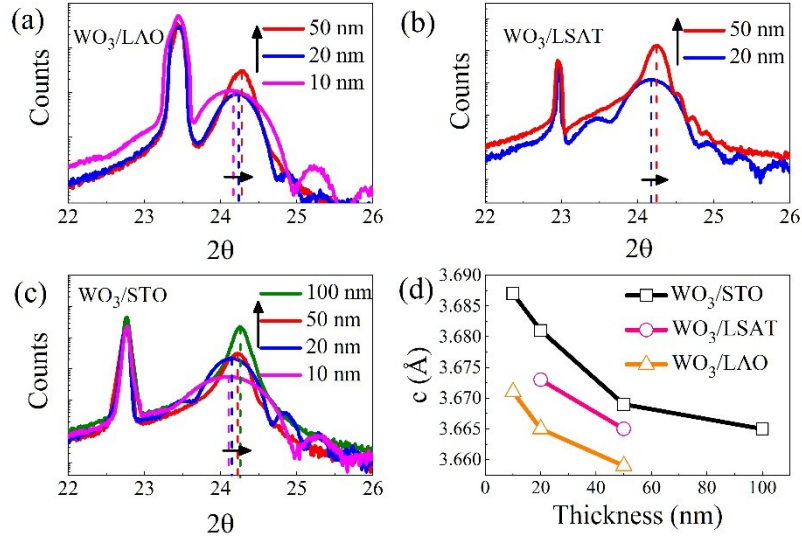 (a)
WO3/LAO
50 nm
20 nm
10 nm
Counts
22 23 24 25 26
2θ
(b)
WO3/LSAT
50 nm
20 nm
Counts
22 23 24 25 26
2θ
(c)
WO3/STO
100 nm
50 nm
20 nm
10 nm
Counts
22 23 24 25 26
2θ
(d)
3.690
3.685
3.680
3.675
3.670
3.665
3.660
c (Å)
WO3/STO
WO3/LSAT
WO3/LAO
0 20 40 60 80 100
Thickness (nm)